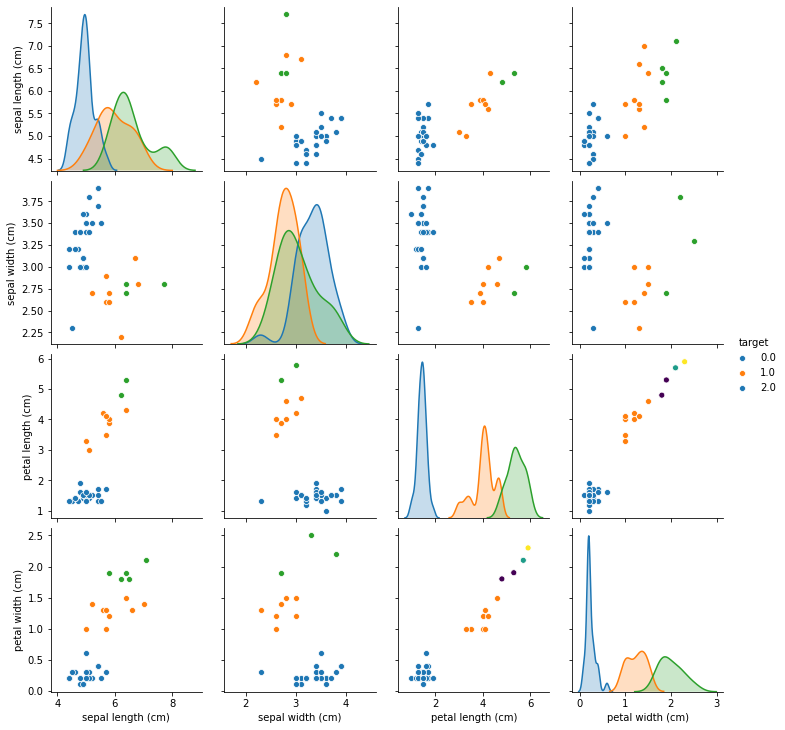 7.5
7.0
6.5
6.0
5.5
5.0
4.5
sepal length (cm)
3.75
3.50
3.25
3.00
2.75
2.50
2.25
sepal width (cm)
target
0.0
1.0
2.0
6
5
4
3
2
1
petal length (cm)
2.5
2.0
1.5
1.0
0.5
0.0
petal width (cm)
4 6 8
2 3 4
2 4 6
0 1 2 3
sepal length (cm)
sepal width (cm)
petal length (cm)
petal width (cm)